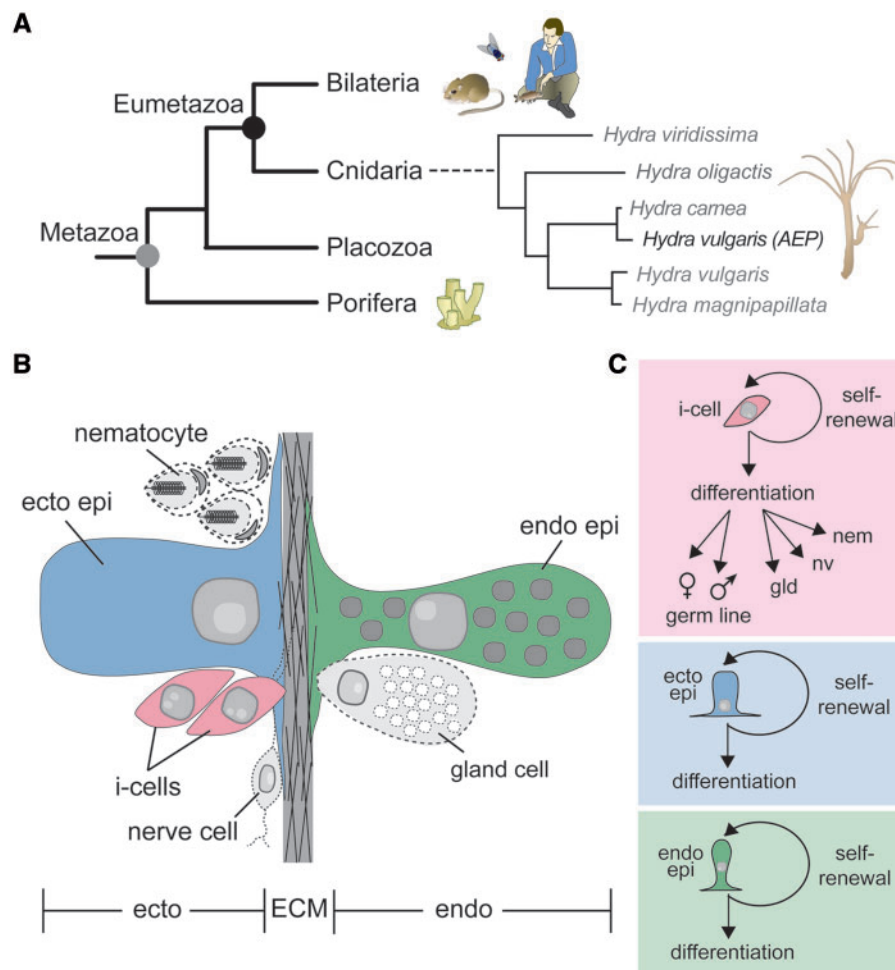 A
Bilateria
Eumetazoa
Cnidaria
Metazoa
Placozoa
Porifera
Hydra viridissima
Hydra oligactis
Hydra carnea
Hydra vulgaris (AEP)
Hydra vulgaris
Hydra magnipapillata
B
nematocyte
ecto epi
endo epi
i-cells
nerve cell
gland cell
ecto
ECM
endo
C
i-cell
self-
renewal
differentiation
♀ ♂
germ line
gld
nv
nem
ecto
epi
self-
renewal
differentiation
endo
epi
self-
renewal
differentiation